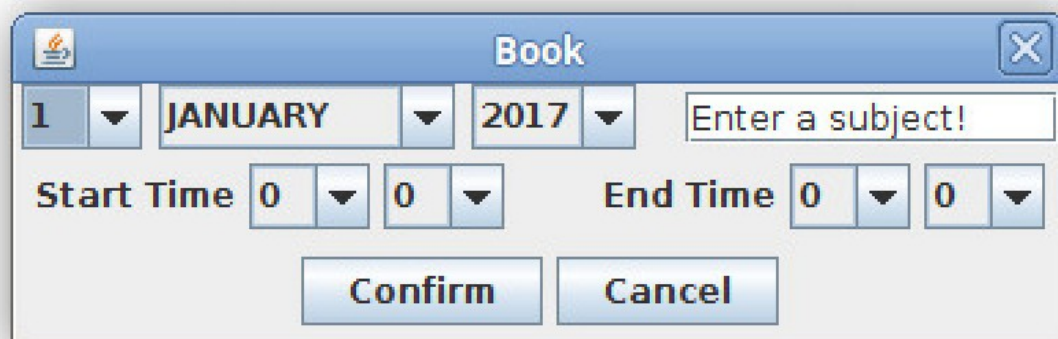 Book
1 JANUARY 2017 Enter a subject!
Start Time 0 0 End Time 0 0
Confirm Cancel